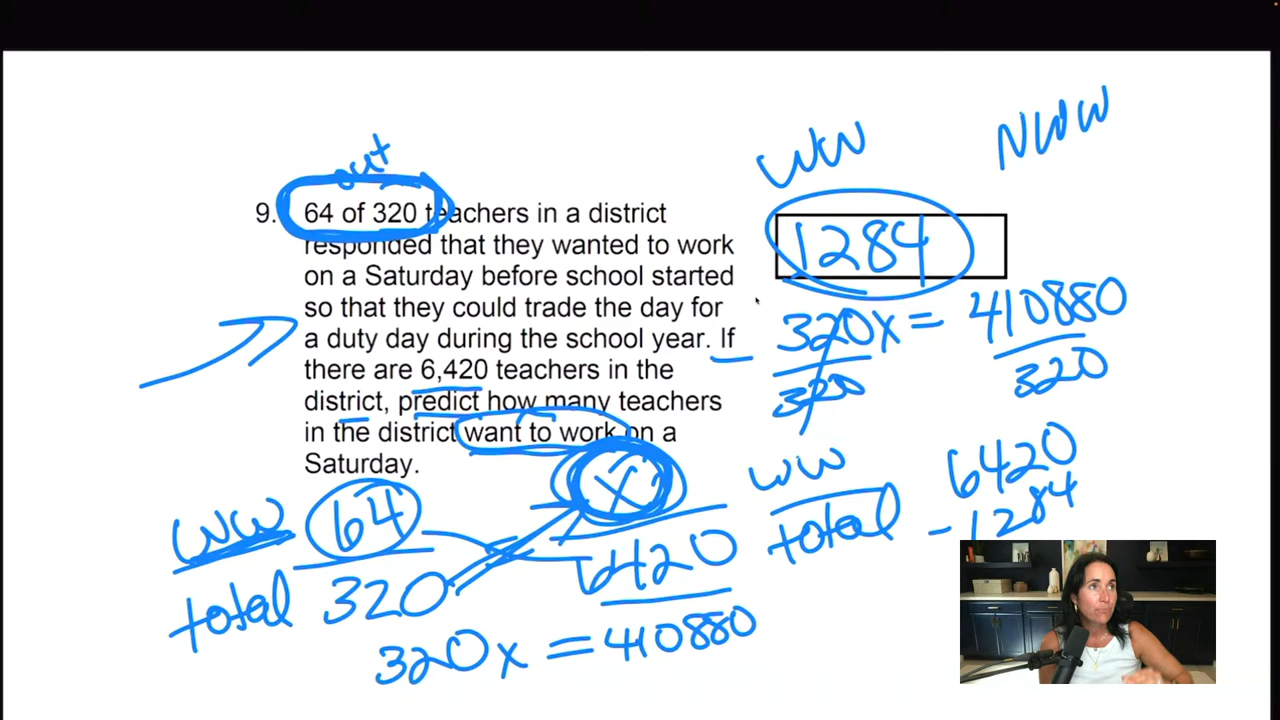 out
9. 64 of 320 teachers in a district
responded that they wanted to work
on a Saturday before school started
so that they could trade the day for
a duty day during the school year. If
there are 6,420 teachers in the
district, predict how many teachers
in the district want to work on a
Saturday.
WW NWW
1284
320x = 410880
320 320
WW 6420
total - 1284
WW 64 x
total 320 6420
320x = 410880